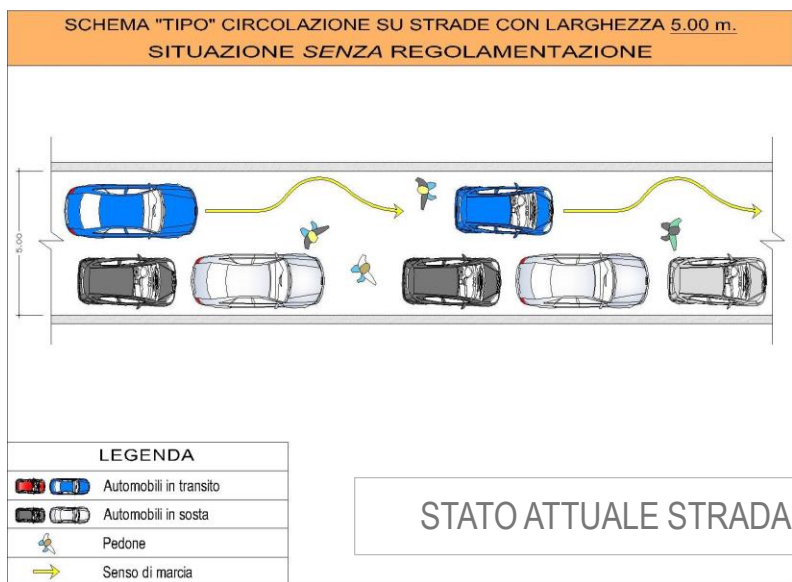 SCHEMA "TIPO" CIRCOLAZIONE SU STRADE CON LARGHEZZA 5.00 m.
SITUAZIONE SENZA REGOLAMENTAZIONE
5.00
LEGENDA
Automobili in transito
Automobili in sosta
Pedone
Senso di marcia
STATO ATTUALE STRADA